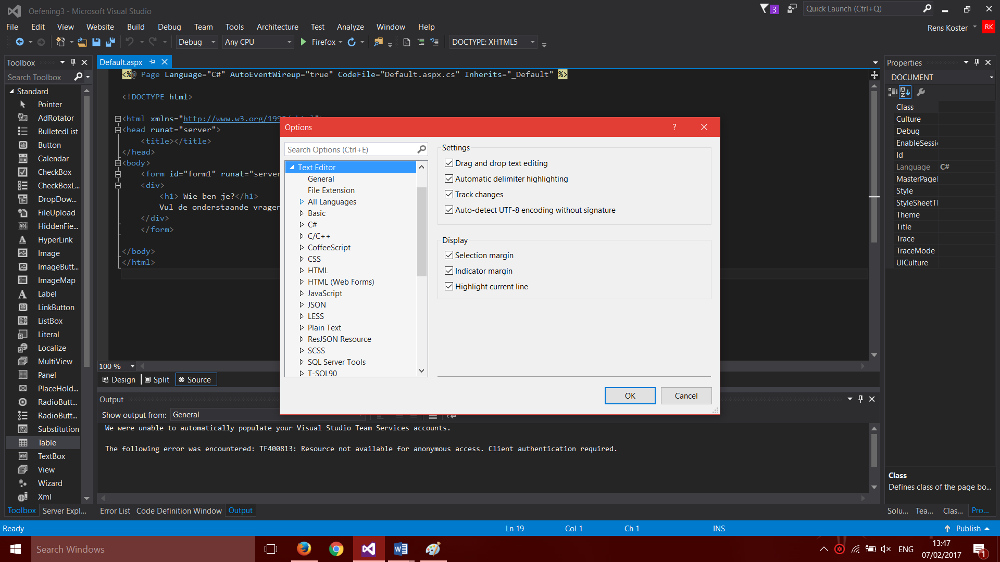 Oefening3 - Microsoft Visual Studio
3
Quick Launch (Ctrl+Q)
File Edit View Website Build Debug Team Tools Architecture Test Analyze Window Help
Rens Koster
RK
Debug
Any CPU
Firefox
DOCTYPE: XHTML5
Toolbox
Search Toolbox
Standard
Pointer
AdRotator
BulletedList
Button
Calendar
CheckBox
CheckBoxL...
DropDow...
FileUpload
HiddenFie...
HyperLink
Image
ImageButt...
ImageMap
Label
LinkButton
ListBox
Literal
Localize
MultiView
Panel
PlaceHold...
RadioButt...
RadioButt...
Substitution
Table
TextBox
View
Wizard
Xml
Toolbox
Server Expl...
Default.aspx
<%@ Page Language="C#" AutoEventWireup="true" CodeFile="Default.aspx.cs" Inherits="_Default" %>
<!DOCTYPE html>
<html xmlns="http://www.w3.org/
<head runat="server">
<title></title>
</head>
<body>
<form id="form1" runat="server
<div>
<h1> Wie ben je?</h1>
Vul de onderstaande vragen
</div>
</form>
</body>
</html>
100 %
Design
Split
Source
Options
?
Search Options (Ctrl+E)
Text Editor
General
File Extension
All Languages
Basic
C#
C/C++
CoffeeScript
CSS
HTML
HTML (Web Forms)
JavaScript
JSON
LESS
Plain Text
ResJSON Resource
SCSS
SQL Server Tools
T-SQL90
Settings
Drag and drop text editing
Automatic delimiter highlighting
Track changes
Auto-detect UTF-8 encoding without signature
Display
Selection margin
Indicator margin
Highlight current line
OK
Cancel
Output
Show output from:
General
We were unable to automatically populate your Visual Studio Team Services accounts.
The following error was encountered: TF400813: Resource not available for anonymous access. Client authentication required.
Error List
Code Definition Window
Output
Properties
DOCUMENT
Class
Culture
Debug
EnableSessi
Id
Language C#
MasterPage
Style
StyleSheetT
Theme
Title
Trace
TraceMode
UICulture
Class
Defines class of the page bo...
Solu...
Tea...
Clas...
Pro...
Ready
Ln 19
Col 1
Ch 1
INS
Publish
Search Windows
ENG
13:47
07/02/2017
1